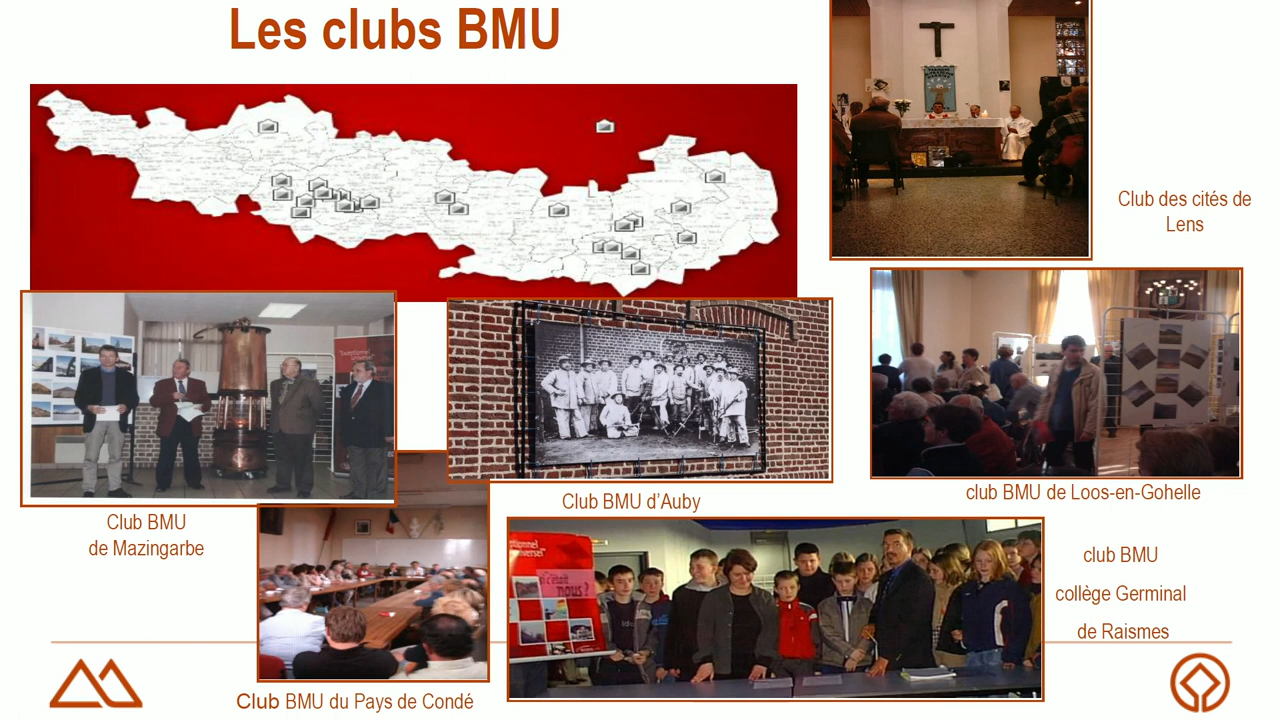 Les clubs BMU
Club des cités de
Lens
Club BMU
de Mazingarbe
Club BMU d'Auby
club BMU de Loos-en-Gohelle
club BMU
collège Germinal
de Raismes
Club BMU du Pays de Condé
nous ?